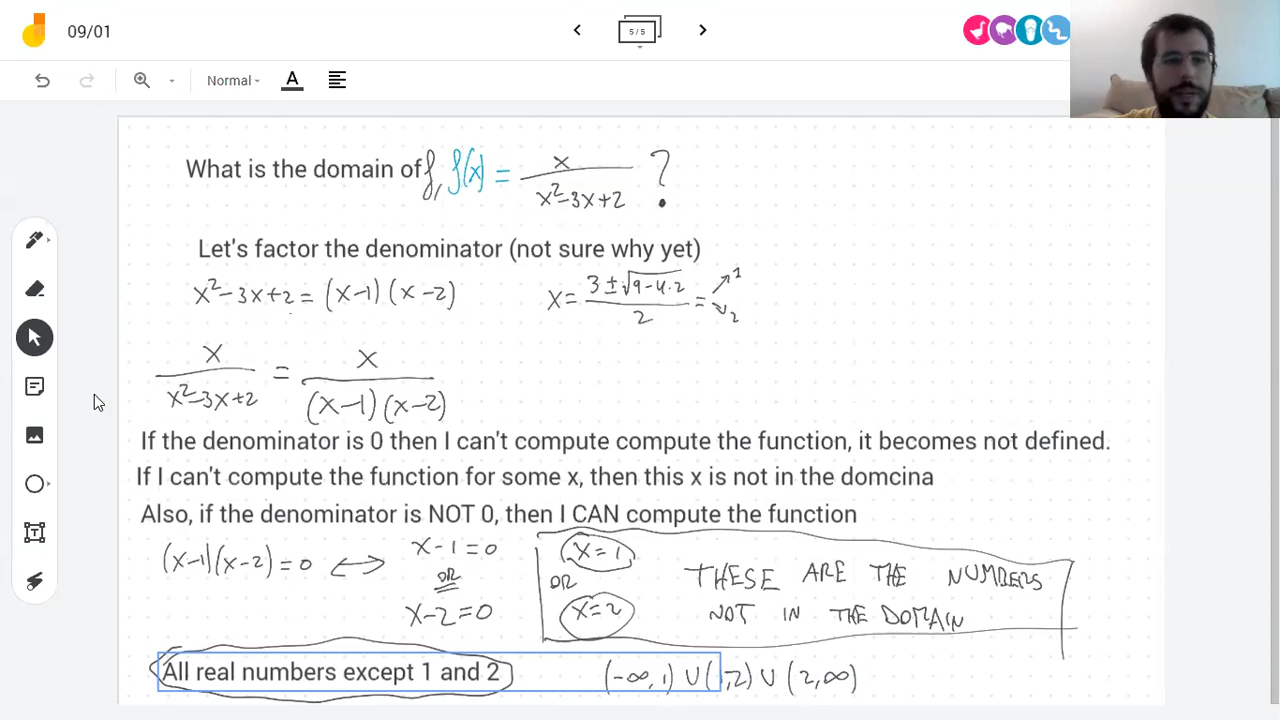 09/01
5/5
Normal
What is the domain of f, f(x) = x/(x²-3x+2) ?
Let's factor the denominator (not sure why yet)
x²-3x+2 = (x-1)(x-2) x = (3±√(9-4·2))/2 = ↗1 ↘2
x/(x²-3x+2) = x/((x-1)(x-2))
If the denominator is 0 then I can't compute compute the function, it becomes not defined.
If I can't compute the function for some x, then this x is not in the domcina
Also, if the denominator is NOT 0, then I CAN compute the function
(x-1)(x-2) = 0 ↔ x-1=0
OR
x-2=0
x=1
OR
x=2
THESE ARE THE NUMBERS
NOT IN THE DOMAIN
All real numbers except 1 and 2 (-∞,1) ∪ (1,2) ∪ (2,∞)